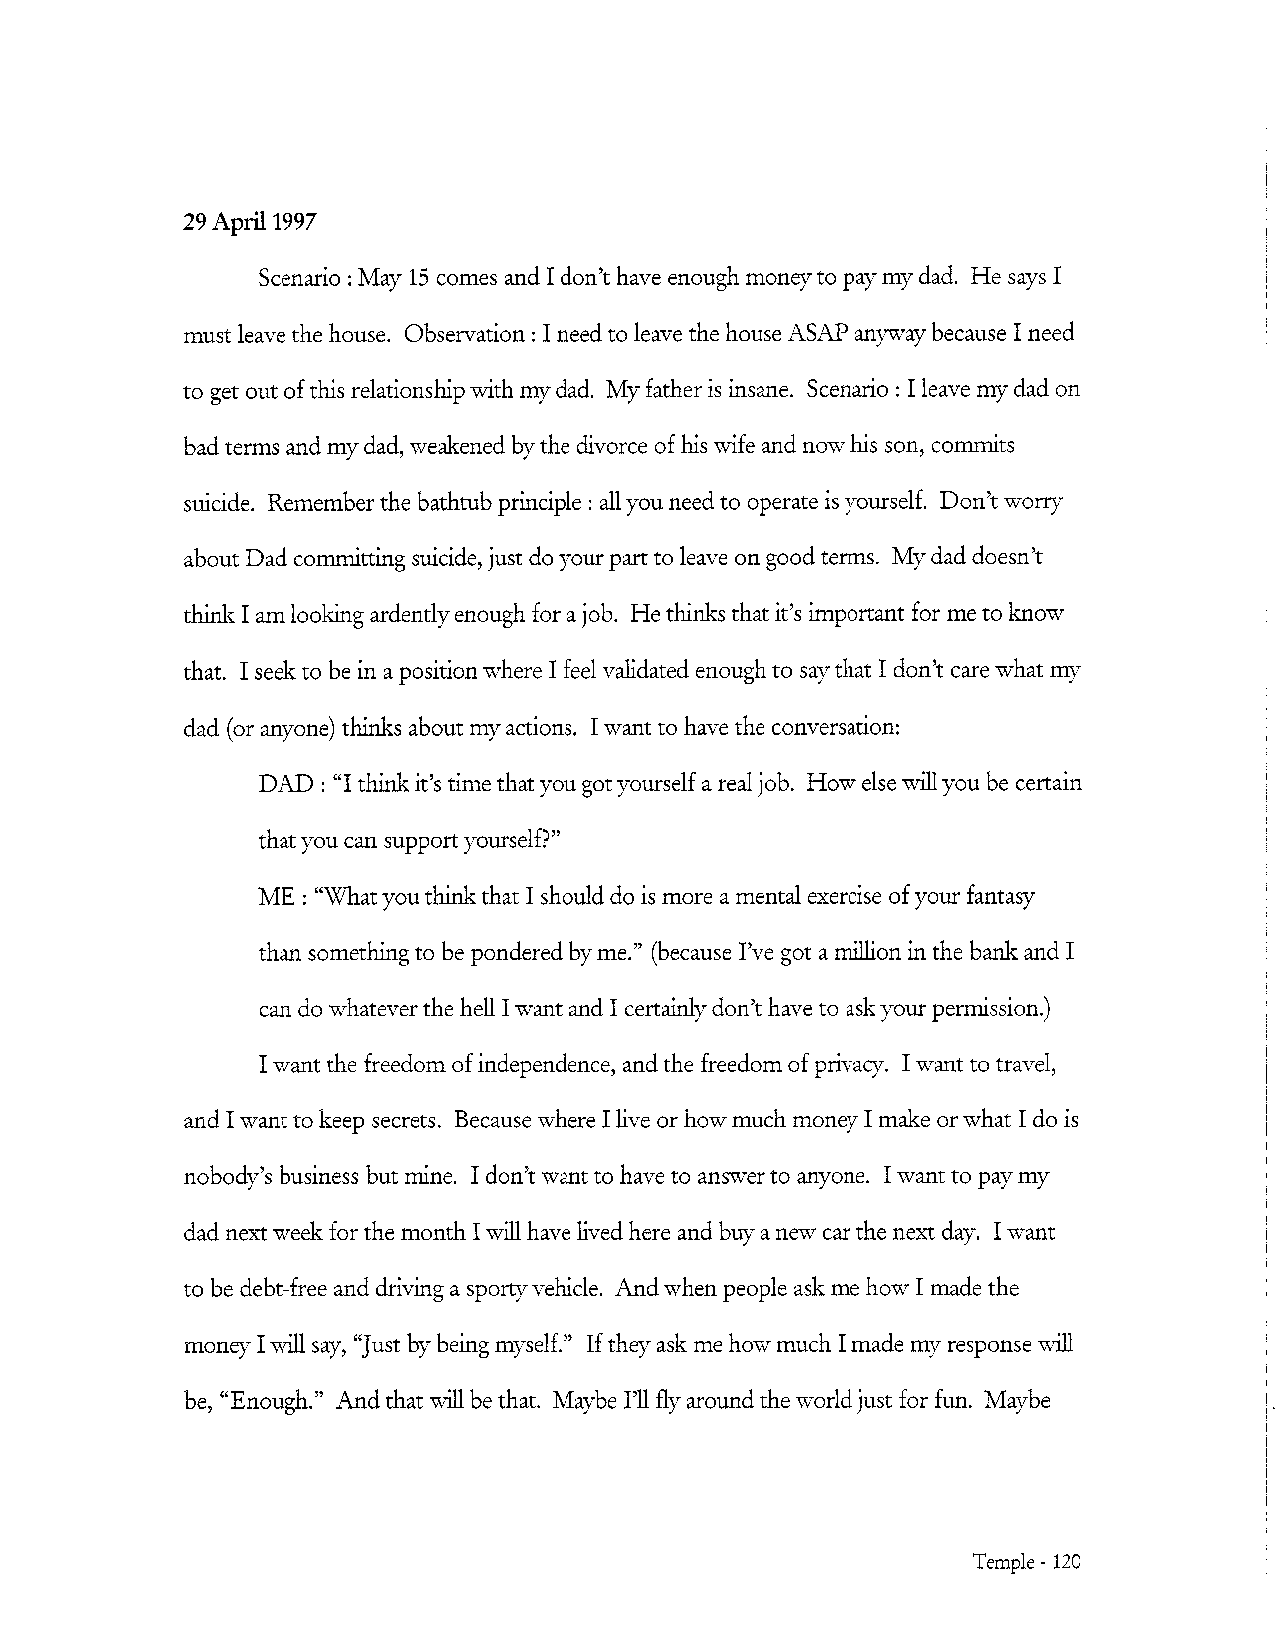 29 April 1997
Scenario : May 15 comes and I don't have enough money to pay my dad. He says I
must leave the house. Observation : I need to leave the house ASAP anyway because I need
to get out of this relationship with my dad. My father is insane. Scenario : I leave my dad on
bad terms and my dad, weakened by the divorce of his wife and now his son, commits
suicide. Remember the bathtub principle : all you need to operate is yourself. Don't worry
about Dad committing suicide, just do your part to leave on good terms. My dad doesn't
think I am looking ardently enough for a job. He thinks that it's important for me to know
that. I seek to be in a position where I feel validated enough to say that I don't care what my
dad (or anyone) thinks about my actions. I want to have the conversation:
DAD : “I think it's time that you got yourself a real job. How else will you be certain
that you can support yourself?”
ME : “What you think that I should do is more a mental exercise of your fantasy
than something to be pondered by me.” (because I've got a million in the bank and I
can do whatever the hell I want and I certainly don't have to ask your permission.)
I want the freedom of independence, and the freedom of privacy. I want to travel,
and I want to keep secrets. Because where I live or how much money I make or what I do is
nobody's business but mine. I don't want to have to answer to anyone. I want to pay my
dad next week for the month I will have lived here and buy a new car the next day. I want
to be debt-free and driving a sporty vehicle. And when people ask me how I made the
money I will say, “Just by being myself.” If they ask me how much I made my response will
be, “Enough.” And that will be that. Maybe I'll fly around the world just for fun. Maybe
Temple - 120